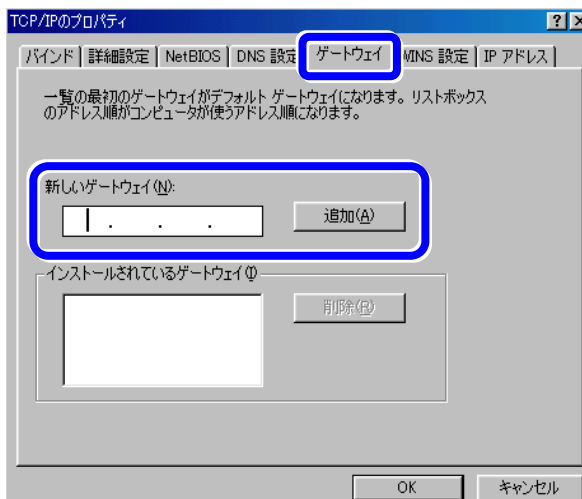 TCP/IPのプロパティ
バインド 詳細設定 NetBIOS DNS 設定 ゲートウェイ WINS 設定 IP アドレス
一覧の最初のゲートウェイがデフォルト ゲートウェイになります。リストボックス
のアドレス順がコンピュータが使うアドレス順になります。
新しいゲートウェイ(N):
. . .
追加(A)
インストールされているゲートウェイ(I)
削除(R)
OK キャンセル